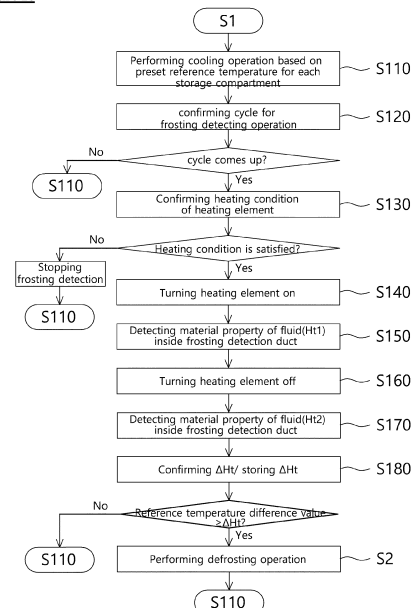 S1
Performing cooling operation based on
preset reference temperature for each
storage compartment
S110
confirming cycle for
frosting detecting operation
S120
No
cycle comes up?
S110
Yes
Confirming heating condition
of heating element
S130
No
Heating condition is satisfied?
Stopping
frosting detection
Yes
S110
Turning heating element on
S140
Detecting material property of fluid(Ht1)
inside frosting detection duct
S150
Turning heating element off
S160
Detecting material property of fluid(Ht2)
inside frosting detection duct
S170
Confirming ΔHt/ storing ΔHt
S180
No
Reference temperature difference value
≥ΔHt?
Yes
S110
Performing defrosting operation
S2
S110